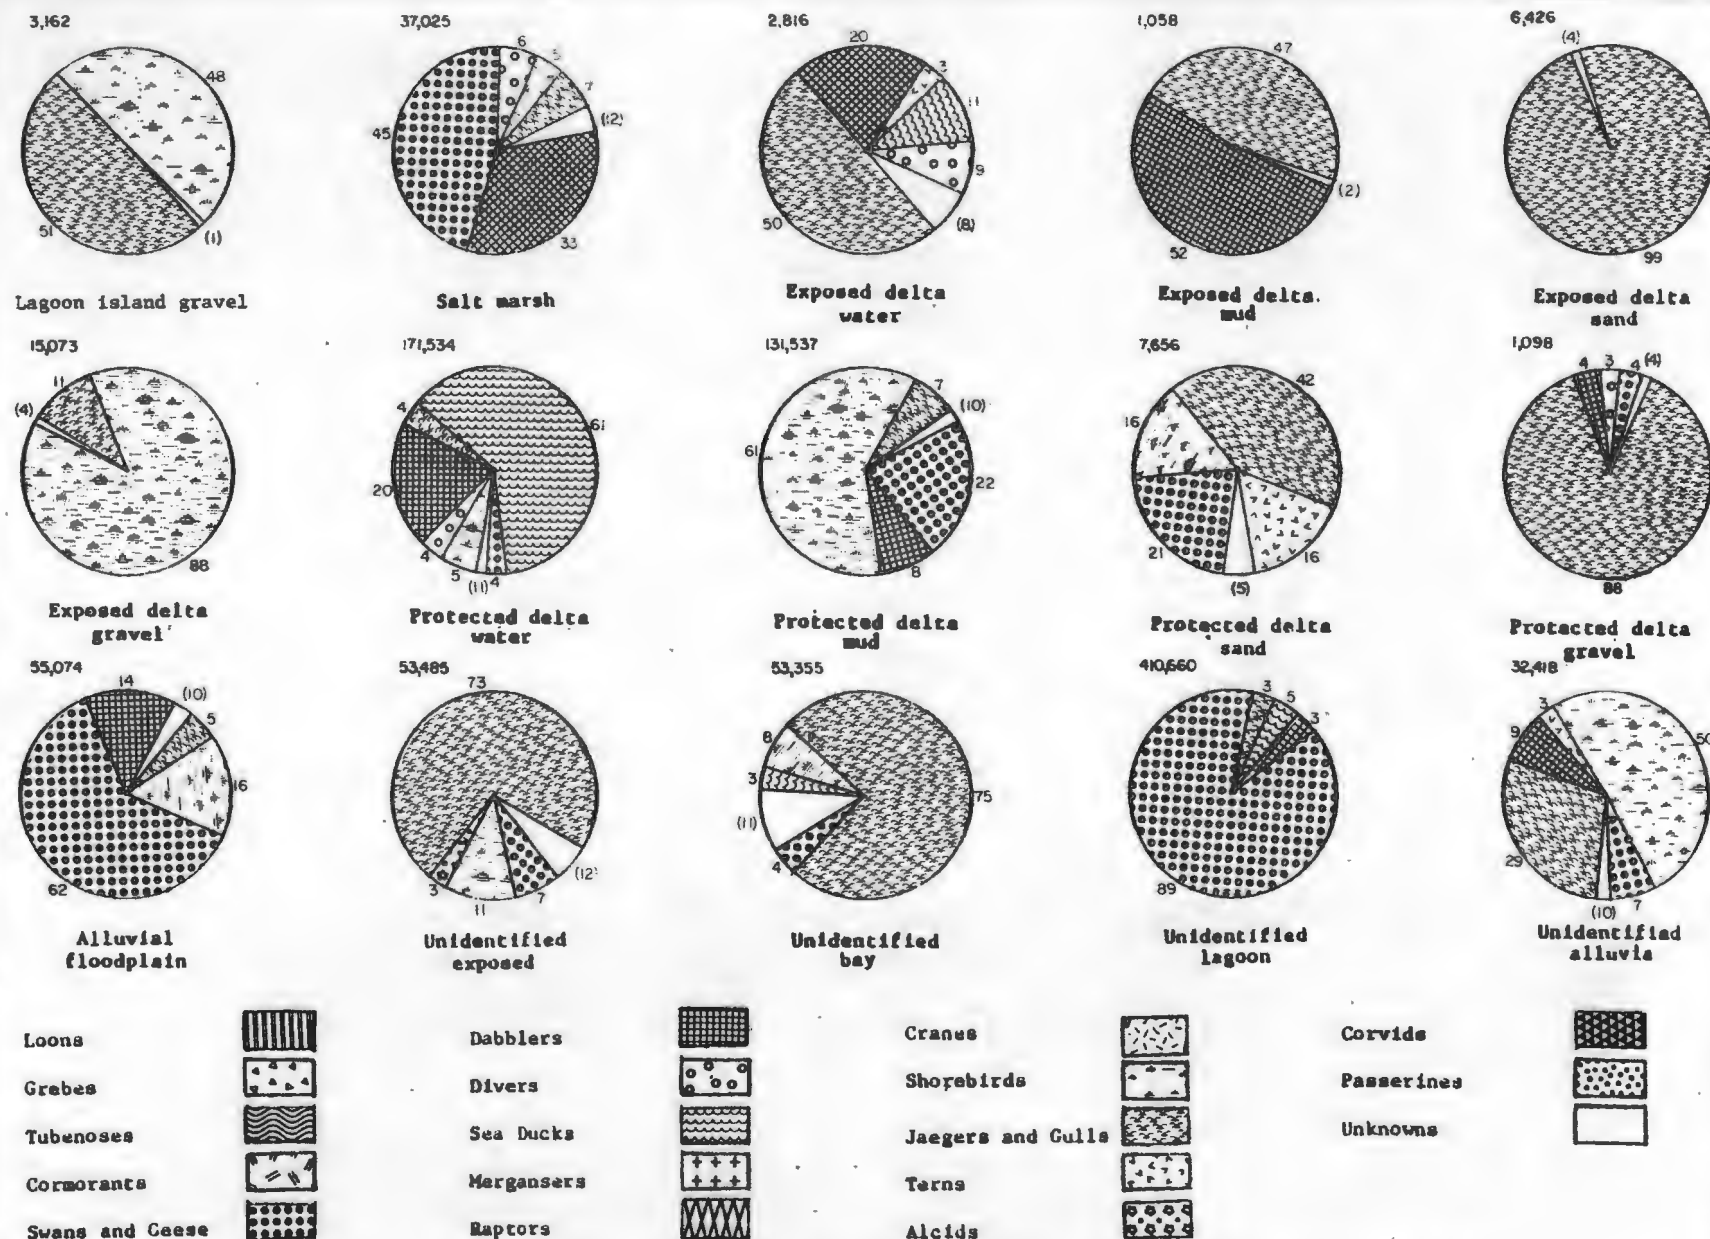 3,162
37,025
2,816
1,058
6,426
48
51
(1)
6
5
7
(12)
45
33
20
3
11
9
(8)
50
47
(2)
52
(4)
99
Lagoon island gravel
Salt marsh
Exposed delta
water
Exposed delta.
mud
Exposed delta
sand
15,073
171,534
131,537
7,656
1,098
11
(4)
88
4
61
20
4
5
(11)
4
7
(10)
61
22
8
42
16
21
(5)
16
4
3
4
(4)
88
Exposed delta
gravel
Protected delta
water
Protected delta
mud
Protected delta
sand
Protected delta
gravel
55,074
53,485
53,355
410,660
32,418
14
(10)
5
16
62
73
3
11
7
(12)
8
3
(11)
4
75
3
5
3
89
3
9
50
29
(10)
7
Alluvial
floodplain
Unidentified
exposed
Unidentified
bay
Unidentified
lagoon
Unidentified
alluvia
Loons
Dabblers
Cranes
Corvids
Grebes
Divers
Shorebirds
Passerines
Tubenoses
Sea Ducks
Jaegers and Gulls
Unknowns
Cormorants
Mergansers
Terns
Swans and Geese
Raptors
Alcids